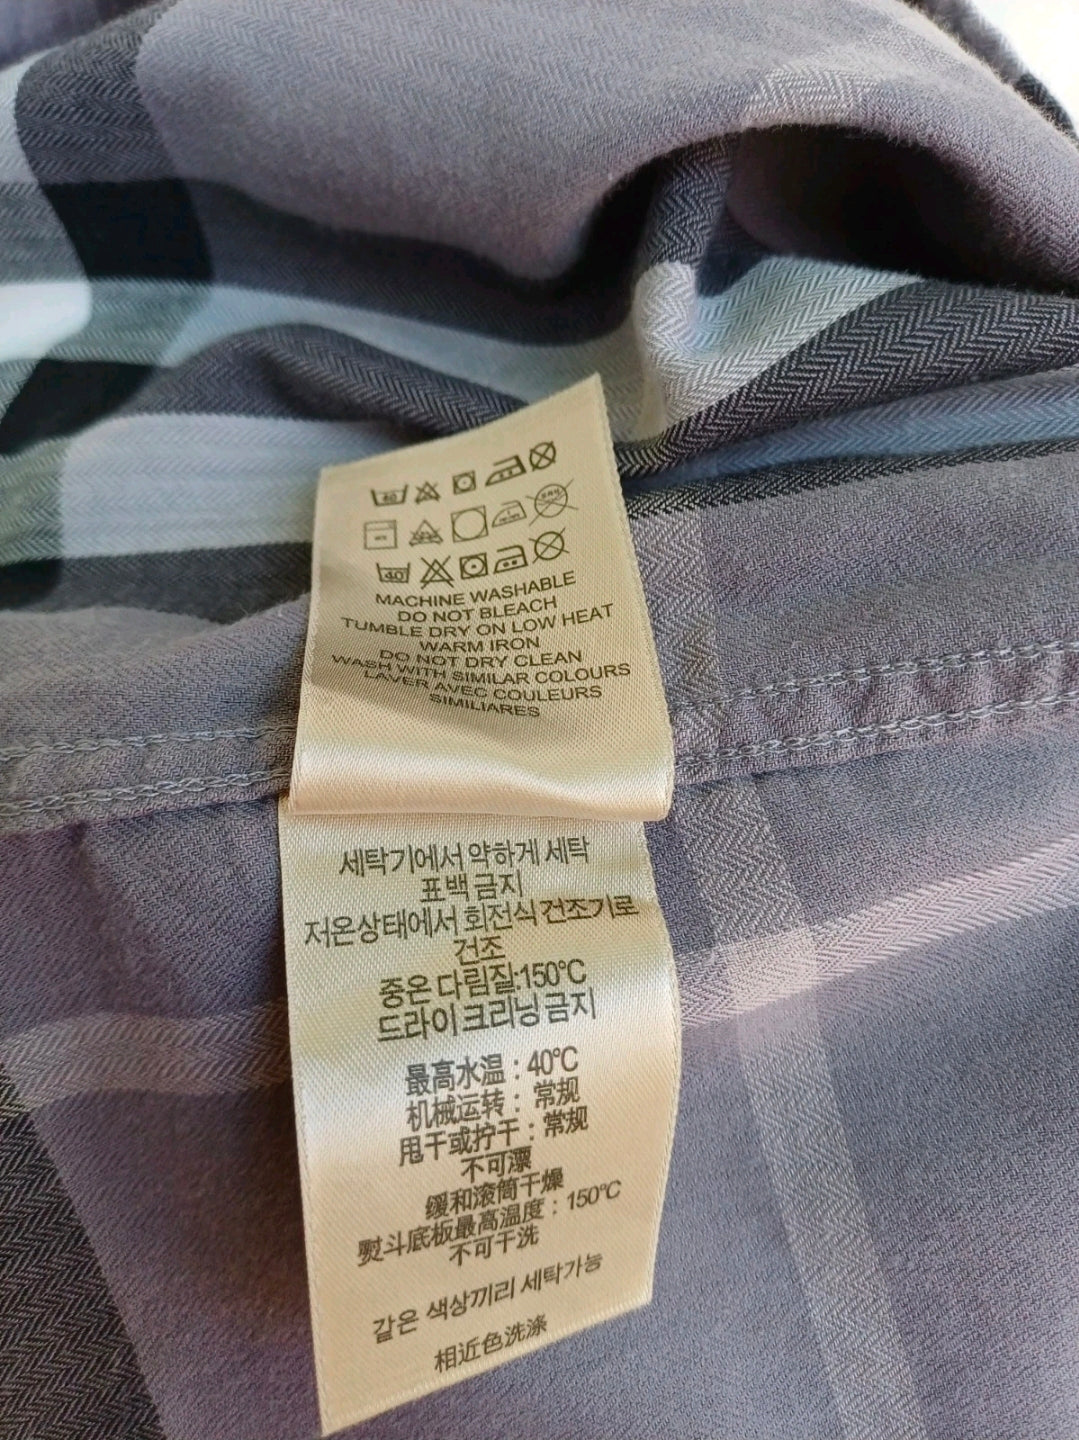 40
MACHINE WASHABLE
DO NOT BLEACH
TUMBLE DRY ON LOW HEAT
WARM IRON
DO NOT DRY CLEAN
WASH WITH SIMILAR COLOURS
LAVER AVEC COULEURS
SIMILIARES
세탁기에서 약하게 세탁
표백 금지
저온상태에서 회전식 건조기로
건조
중온 다림질:150°C
드라이 크리닝 금지
最高水温：40°C
机械运转：常规
甩干或拧干：常规
不可漂
缓和滚筒干燥
熨斗底板最高温度：150°C
不可干洗
같은 색상끼리 세탁가능
相近色洗涤